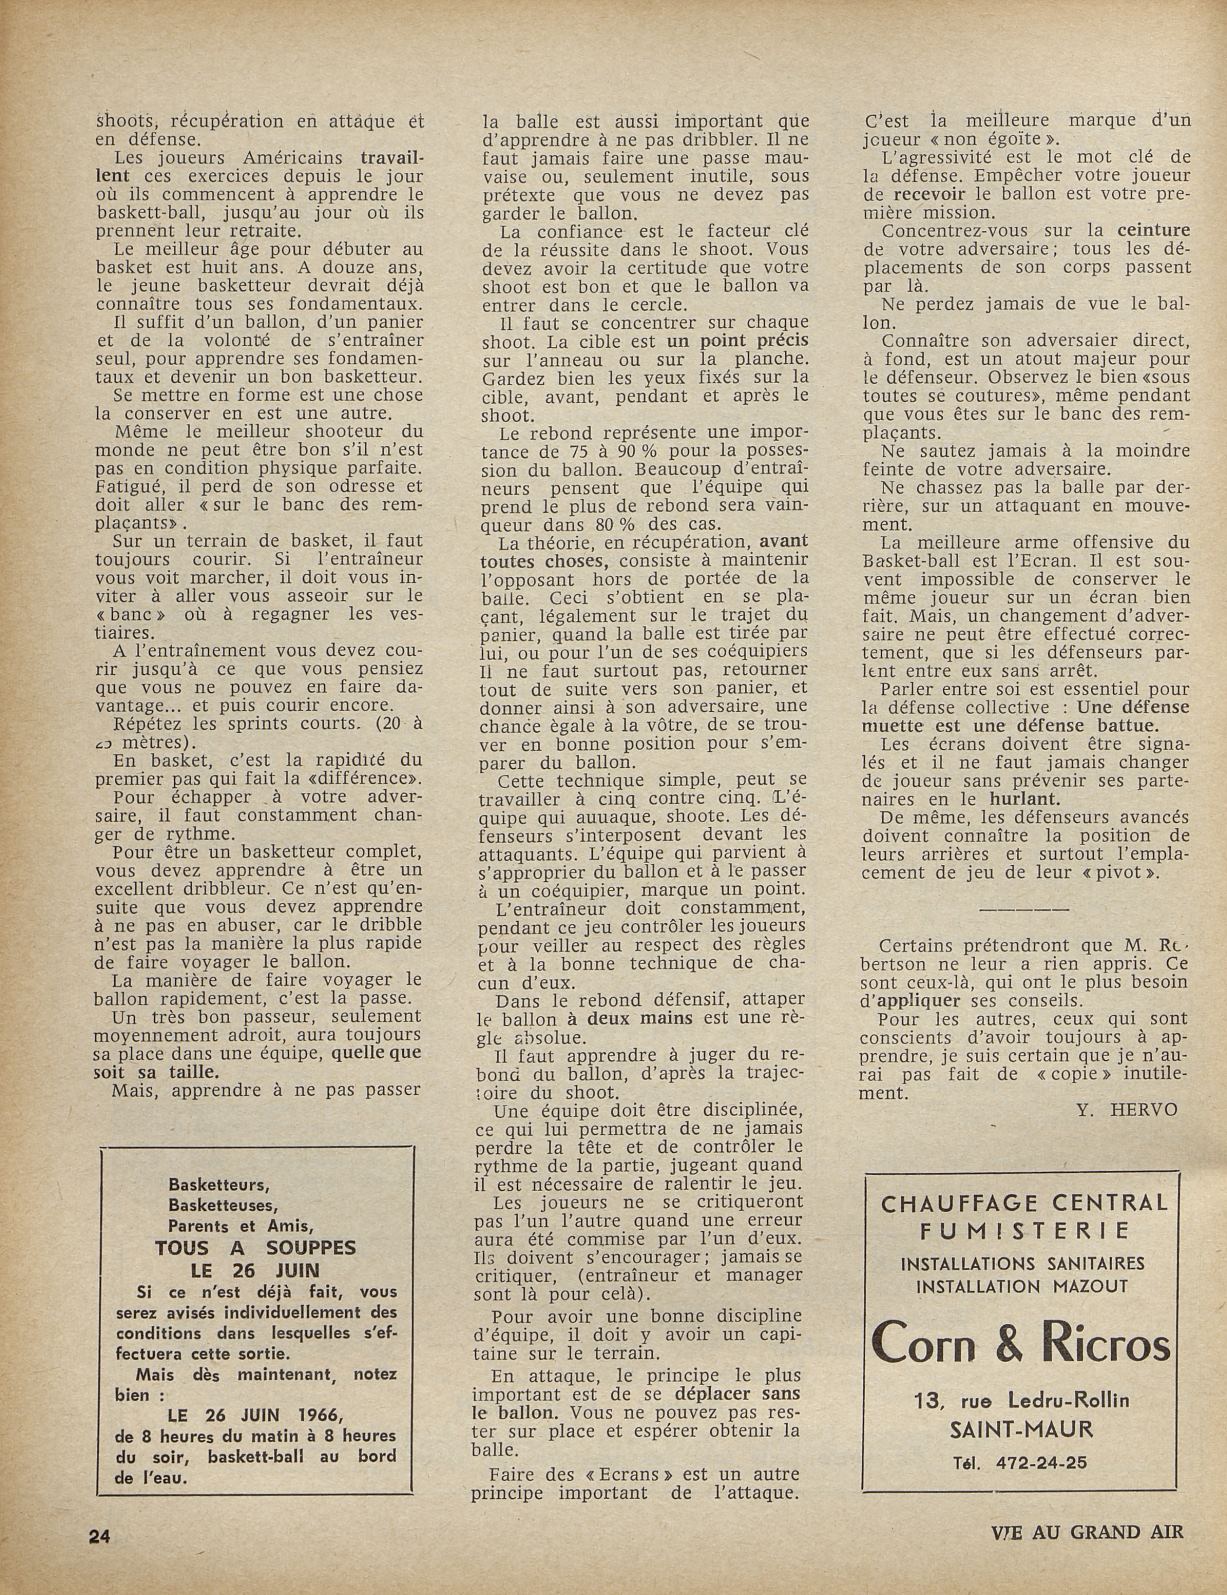 shoots, récupération en attaque et
en défense.
Les joueurs Américains travail-
lent ces exercices depuis le jour
où ils commencent à apprendre le
baskett-ball, jusqu'au jour où ils
prennent leur retraite.
Le meilleur âge pour débuter au
basket est huit ans. A douze ans,
le jeune basketteur devrait déjà
connaître tous ses fondamentaux.
Il suffit d'un ballon, d'un panier
et de la volonté de s'entraîner
seul, pour apprendre ses fondamen-
taux et devenir un bon basketteur.
Se mettre en forme est une chose
la conserver en est une autre.
Même le meilleur shooteur du
monde ne peut être bon s'il n'est
pas en condition physique parfaite.
Fatigué, il perd de son odresse et
doit aller « sur le banc des rem-
plaçants» .
Sur un terrain de basket, il faut
toujours courir. Si l'entraîneur
vous voit marcher, il doit vous in-
viter à aller vous asseoir sur le
« banc » où à regagner les ves-
tiaires.
A l'entraînement vous devez cou-
rir jusqu'à ce que vous pensiez
que vous ne pouvez en faire da-
vantage... et puis courir encore.
Répétez les sprints courts. (20 à
mètres).
En basket, c'est la rapidité du
premier pas qui fait la «différence».
Pour échapper à votre adver-
saire, il faut constamment chan-
ger de rythme.
Pour être un basketteur complet,
vous devez apprendre à être un
excellent dribbleur. Ce n'est qu'en-
suite que vous devez apprendre
à ne pas en abuser, car le dribble
n'est pas la manière la plus rapide
de faire voyager le ballon.
La manière de faire voyager le
ballon rapidement, c'est la passe.
Un très bon passeur, seulement
moyennement adroit, aura toujours
sa place dans une équipe, quelle que
soit sa taille.
Mais, apprendre à ne pas passer
Basketteurs,
Basketteuses,
Parents et Amis,
TOUS A SOUPPES
LE 26 JUIN
Si ce n'est déjà fait, vous
serez avisés individuellement des
conditions dans lesquelles s'ef-
fectuera cette sortie.
Mais dès maintenant, notez
bien :
LE 26 JUIN 1966,
de 8 heures du matin à 8 heures
du soir, baskett-ball au bord
de l'eau.
la balle est aussi important que
d'apprendre à ne pas dribbler. Il ne
faut jamais faire une passe mau-
vaise ou, seulement inutile, sous
prétexte que vous ne devez pas
garder le ballon.
La confiance est le facteur clé
de la réussite dans le shoot. Vous
devez avoir la certitude que votre
shoot est bon et que le ballon va
entrer dans le cercle.
Il faut se concentrer sur chaque
shoot. La cible est un point précis
sur l'anneau ou sur la planche.
Gardez bien les yeux fixés sur la
cible, avant, pendant et après le
shoot.
Le rebond représente une impor-
tance de 75 à 90 % pour la posses-
sion du ballon. Beaucoup d'entraî-
neurs pensent que l'équipe qui
prend le plus de rebond sera vain-
queur dans 80 % des cas.
La théorie, en récupération, avant
toutes choses, consiste à maintenir
l'opposant hors de portée de la
balle. Ceci s'obtient en se pla-
çant, légalement sur le trajet du
panier, quand la balle est tirée par
lui, ou pour l'un de ses coéquipiers
Il ne faut surtout pas, retourner
tout de suite vers son panier, et
donner ainsi à son adversaire, une
chance ègale à la vôtre, de se trou-
ver en bonne position pour s'em-
parer du ballon.
Cette technique simple, peut se
travailler à cinq contre cinq. L'é-
quipe qui auuaque, shoote. Les dé-
fenseurs s'interposent devant les
attaquants. L'équipe qui parvient à
s'approprier du ballon et à le passer
à un coéquipier, marque un point.
L'entraîneur doit constamment,
pendant ce jeu contrôler les joueurs
pour veiller au respect des règles
et à la bonne technique de cha-
cun d'eux.
Dans le rebond défensif, attaper
le ballon à deux mains est une rè-
gle absolue.
Il faut apprendre à juger du re-
bond du ballon, d'après la trajec-
toire du shoot.
Une équipe doit être disciplinée,
ce qui lui permettra de ne jamais
perdre la tête et de contrôler le
rythme de la partie, jugeant quand
il est nécessaire de ralentir le jeu.
Les joueurs ne se critiqueront
pas l'un l'autre quand une erreur
aura été commise par l'un d'eux.
Ils doivent s'encourager ; jamais se
critiquer, (entraîneur et manager
sont là pour celà).
Pour avoir une bonne discipline
d'équipe, il doit y avoir un capi-
taine sur le terrain.
En attaque, le principe le plus
important est de se déplacer sans
le ballon. Vous ne pouvez pas res-
ter sur place et espérer obtenir la
balle.
Faire des « Ecrans » est un autre
principe important de l'attaque.
C'est la meilleure marque d'un
joueur « non égoïte ».
L'agressivité est le mot clé de
la défense. Empêcher votre joueur
de recevoir le ballon est votre pre-
mière mission.
Concentrez-vous sur la ceinture
de votre adversaire ; tous les dé-
placements de son corps passent
par là.
Ne perdez jamais de vue le bal-
lon.
Connaître son adversaier direct,
à fond, est un atout majeur pour
le défenseur. Observez le bien «sous
toutes se coutures», même pendant
que vous êtes sur le banc des rem-
plaçants.
Ne sautez jamais à la moindre
feinte de votre adversaire.
Ne chassez pas la balle par der-
rière, sur un attaquant en mouve-
ment.
La meilleure arme offensive du
Basket-ball est l'Ecran. Il est sou-
vent impossible de conserver le
même joueur sur un écran bien
fait. Mais, un changement d'adver-
saire ne peut être effectué correc-
tement, que si les défenseurs par-
lent entre eux sans arrêt.
Parler entre soi est essentiel pour
la défense collective : Une défense
muette est une défense battue.
Les écrans doivent être signa-
lés et il ne faut jamais changer
de joueur sans prévenir ses parte-
naires en le hurlant.
De même, les défenseurs avancés
doivent connaître la position de
leurs arrières et surtout l'empla-
cement de jeu de leur « pivot ».
Certains prétendront que M. Ro-
bertson ne leur a rien appris. Ce
sont ceux-là, qui ont le plus besoin
d'appliquer ses conseils.
Pour les autres, ceux qui sont
conscients d'avoir toujours à ap-
prendre, je suis certain que je n'au-
rai pas fait de « copie » inutile-
ment.
Y. HERVO
CHAUFFAGE CENTRAL
FUMISTERIE
INSTALLATIONS SANITAIRES
INSTALLATION MAZOUT
Corn & Ricros
13, rue Ledru-Rollin
SAINT-MAUR
Tél. 472-24-25
24
VIE AU GRAND AIR